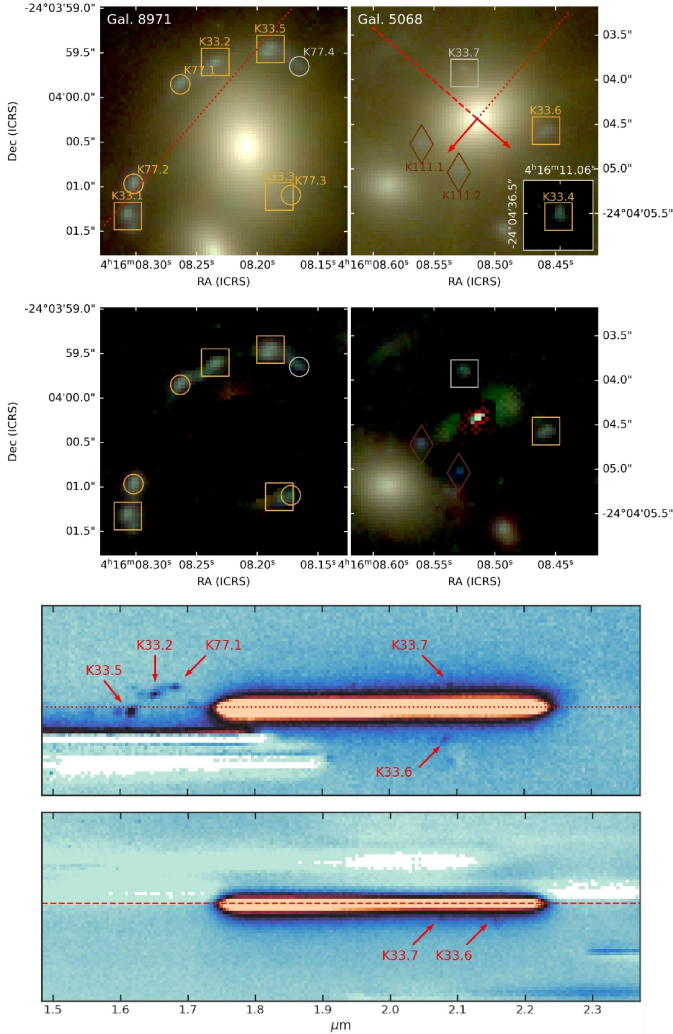 -24°03'59.0"
Gal. 8971
Gal. 5068
K33.2
K33.5
K77.4
K33.7
03.5"
59.5"
K77.1
04.0"
04'00.0"
K33.6
04.5"
Dec (ICRS)
00.5"
K77.2
K111.1
05.0"
01.0"
K33.3
K77.3
K111.2
4ʰ16ᵐ11.06ˢ
K33.1
-24°04'36.5"
K33.4
-24°04'05.5"
01.5"
4ʰ16ᵐ08.30ˢ 08.25ˢ 08.20ˢ 08.15ˢ
4ʰ16ᵐ08.60ˢ 08.55ˢ 08.50ˢ 08.45ˢ
RA (ICRS)
RA (ICRS)
-24°03'59.0"
03.5"
59.5"
04.0"
04'00.0"
04.5"
Dec (ICRS)
00.5"
05.0"
01.0"
-24°04'05.5"
01.5"
4ʰ16ᵐ08.30ˢ 08.25ˢ 08.20ˢ 08.15ˢ
4ʰ16ᵐ08.60ˢ 08.55ˢ 08.50ˢ 08.45ˢ
RA (ICRS)
RA (ICRS)
K33.5
K33.2
K77.1
K33.7
K33.6
K33.7
K33.6
1.5 1.6 1.7 1.8 1.9 2.0 2.1 2.2 2.3
μm